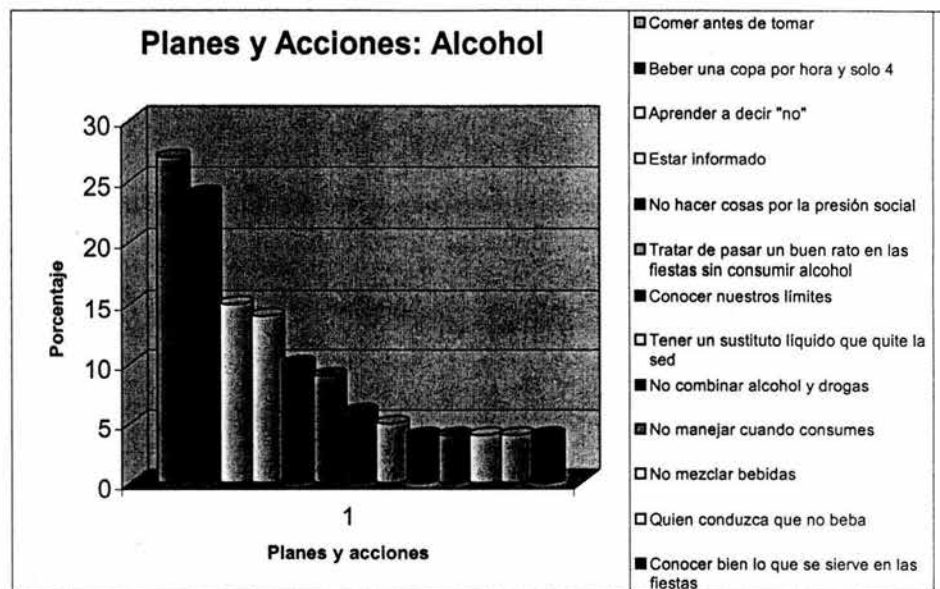 Planes y Acciones: Alcohol
30
25
20
15
10
5
0
Porcentaje
1
Planes y acciones
Comer antes de tomar
Beber una copa por hora y solo 4
Aprender a decir "no"
Estar informado
No hacer cosas por la presión social
Tratar de pasar un buen rato en las
fiestas sin consumir alcohol
Conocer nuestros límites
Tener un sustituto líquido que quite la
sed
No combinar alcohol y drogas
No manejar cuando consumes
No mezclar bebidas
Quien conduzca que no beba
Conocer bien lo que se sierve en las
fiestas